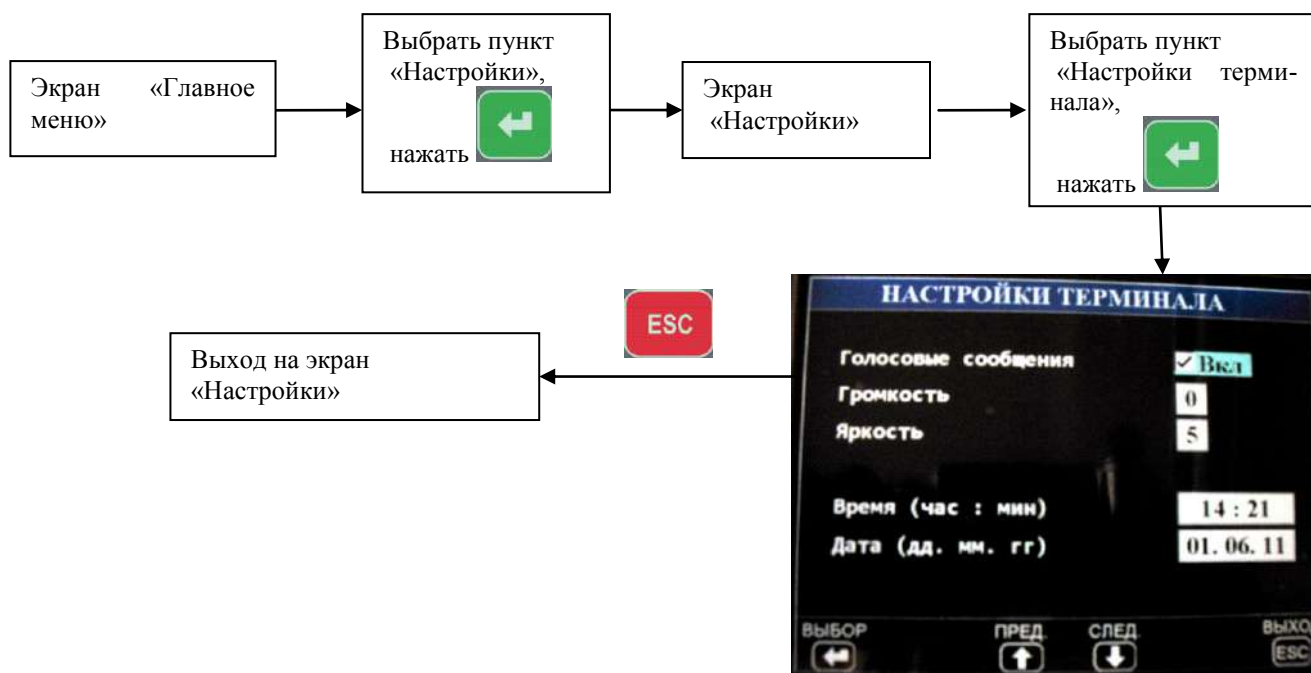 Экран «Главное
меню»
Выбрать пункт
«Настройки»,
нажать
Экран
«Настройки»
Выбрать пункт
«Настройки терми-
нала»,
нажать
ESC
Выход на экран
«Настройки»
НАСТРОЙКИ ТЕРМИНАЛА
Голосовые сообщения Вкл
Громкость 0
Яркость 5
Время (час : мин) 14 : 21
Дата (дд. мм. гг) 01. 06. 11
ВЫБОР ПРЕД. СЛЕД. ВЫХО
ESC